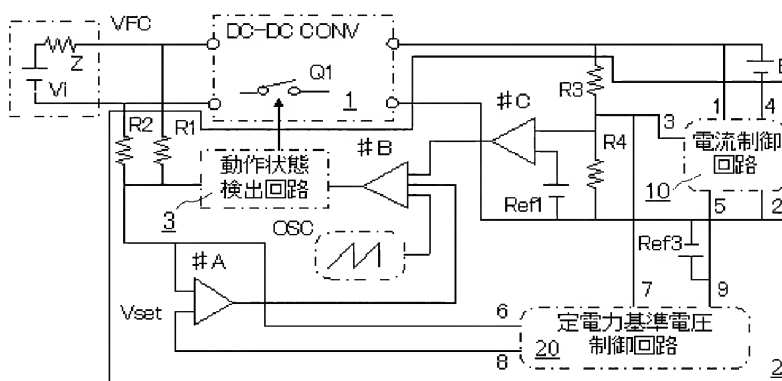 VFC
DC-DC CONV
Z
Vi
Q1
1
R2
R1
R3
3
1
4
♯C
R4
電流制御
回路
10
♯B
動作状態
検出回路
3
Ref1
5
2
OSC
Ref3
♯A
7
9
Vset
6
定電力基準電圧
制御回路
20
8
2